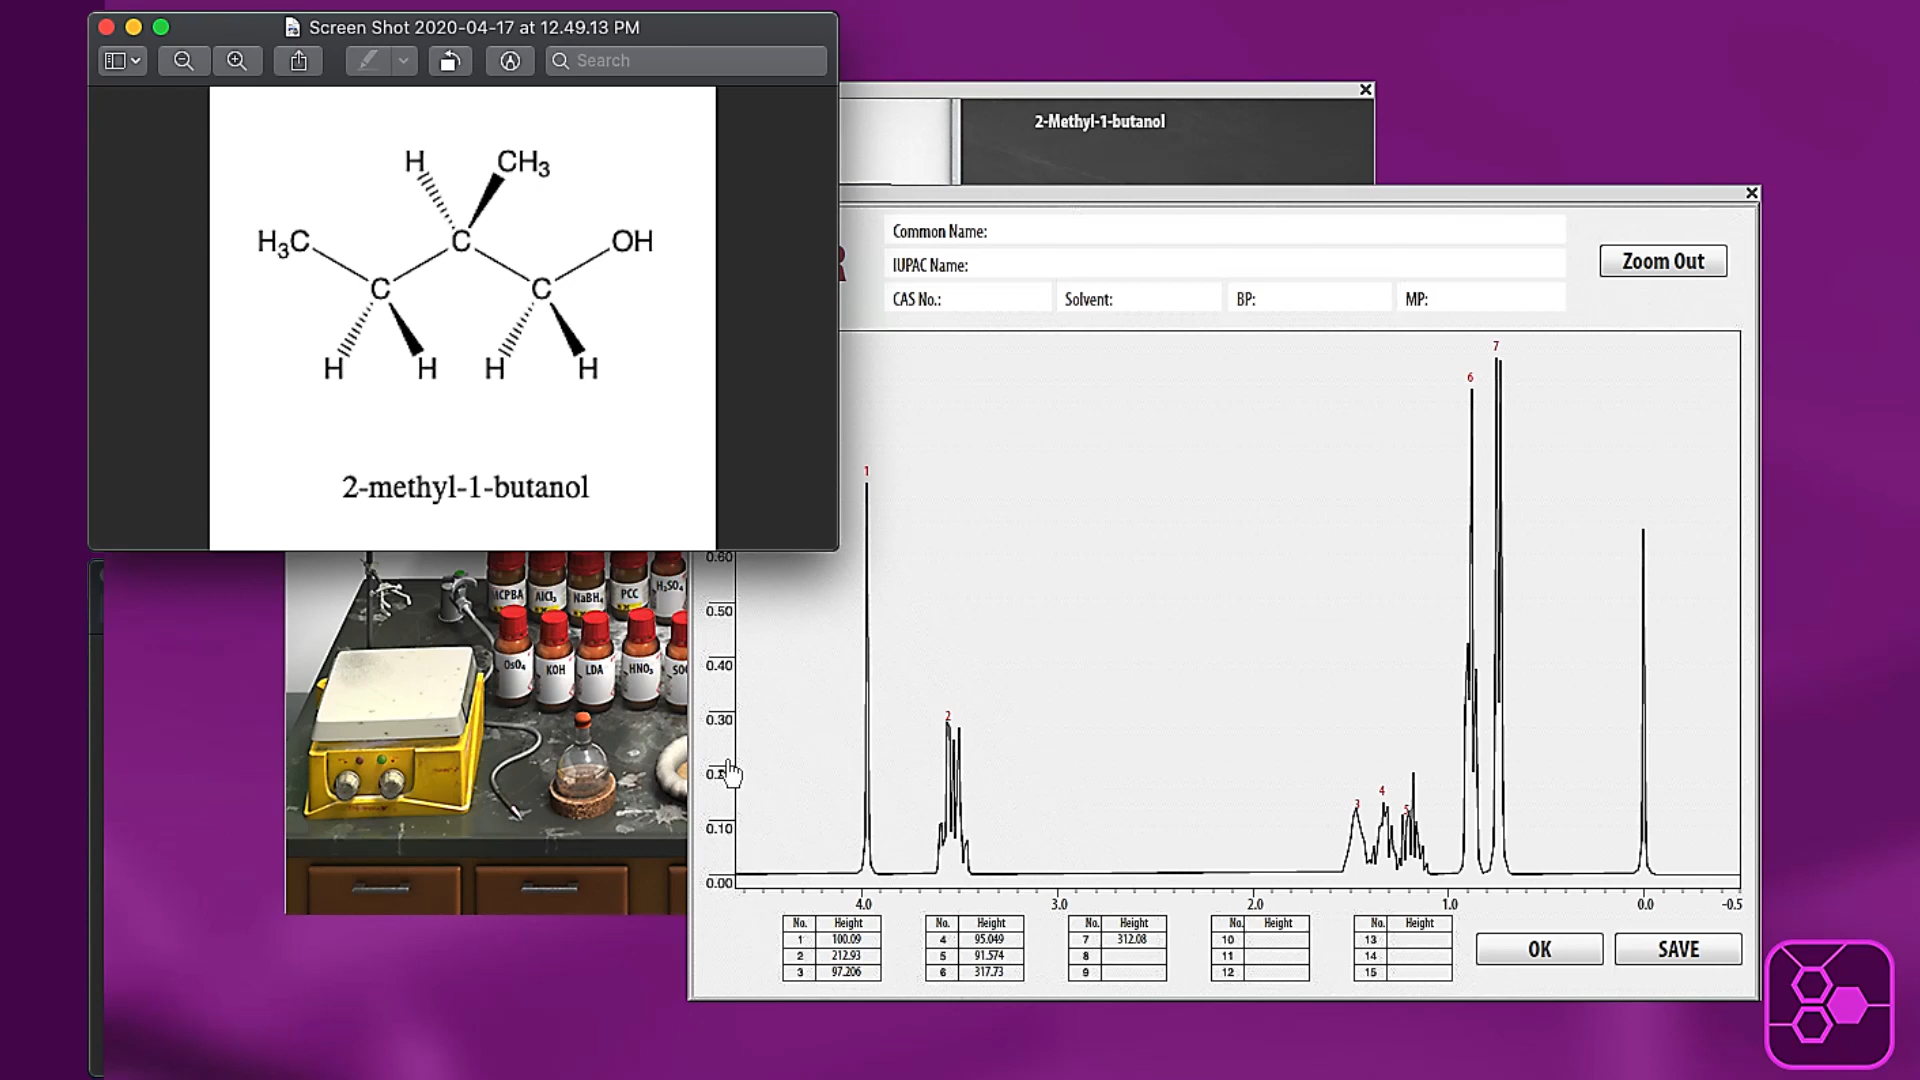 Screen Shot 2020-04-17 at 12.49.13 PM
Search
H CH₃
H₃C C OH
C C
H H H H
2-methyl-1-butanol
2-Methyl-1-butanol
R
Common Name:
IUPAC Name:
CAS No.: Solvent: BP: MP:
Zoom Out
7
6
1
2
3 4 5
0.60
0.50
0.40
0.30
0.10
0.00
4.0 3.0 2.0 1.0 0.0 -0.5
MCPBA AlCl₃ NaBH₄ PCC H₂SO₄
OsO₄ KOH LDA HNO₃
No. Height No. Height No. Height No. Height No. Height
1 100.09 4 95.049 7 312.08 10 13
2 212.93 5 91.574 8 11 14
3 97.206 6 317.73 9 12 15
OK SAVE